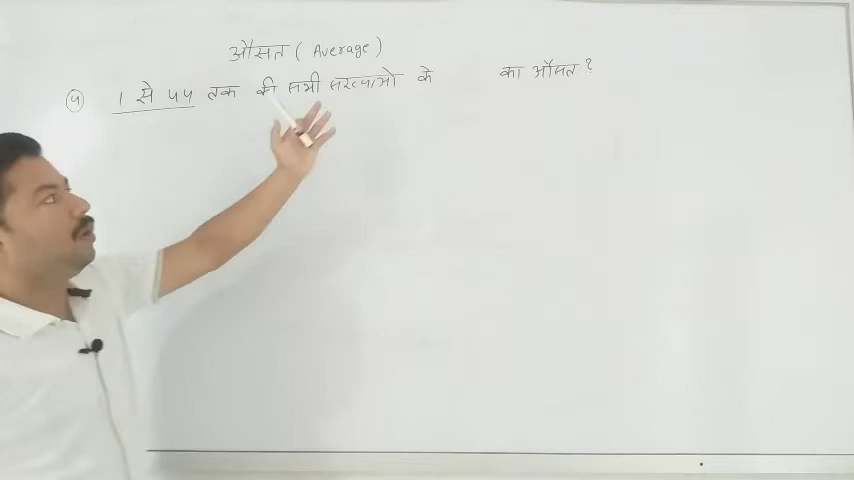 औसत ( Average )
५ 1 से ५५ तक की सभी संख्याओ के का औसत ?